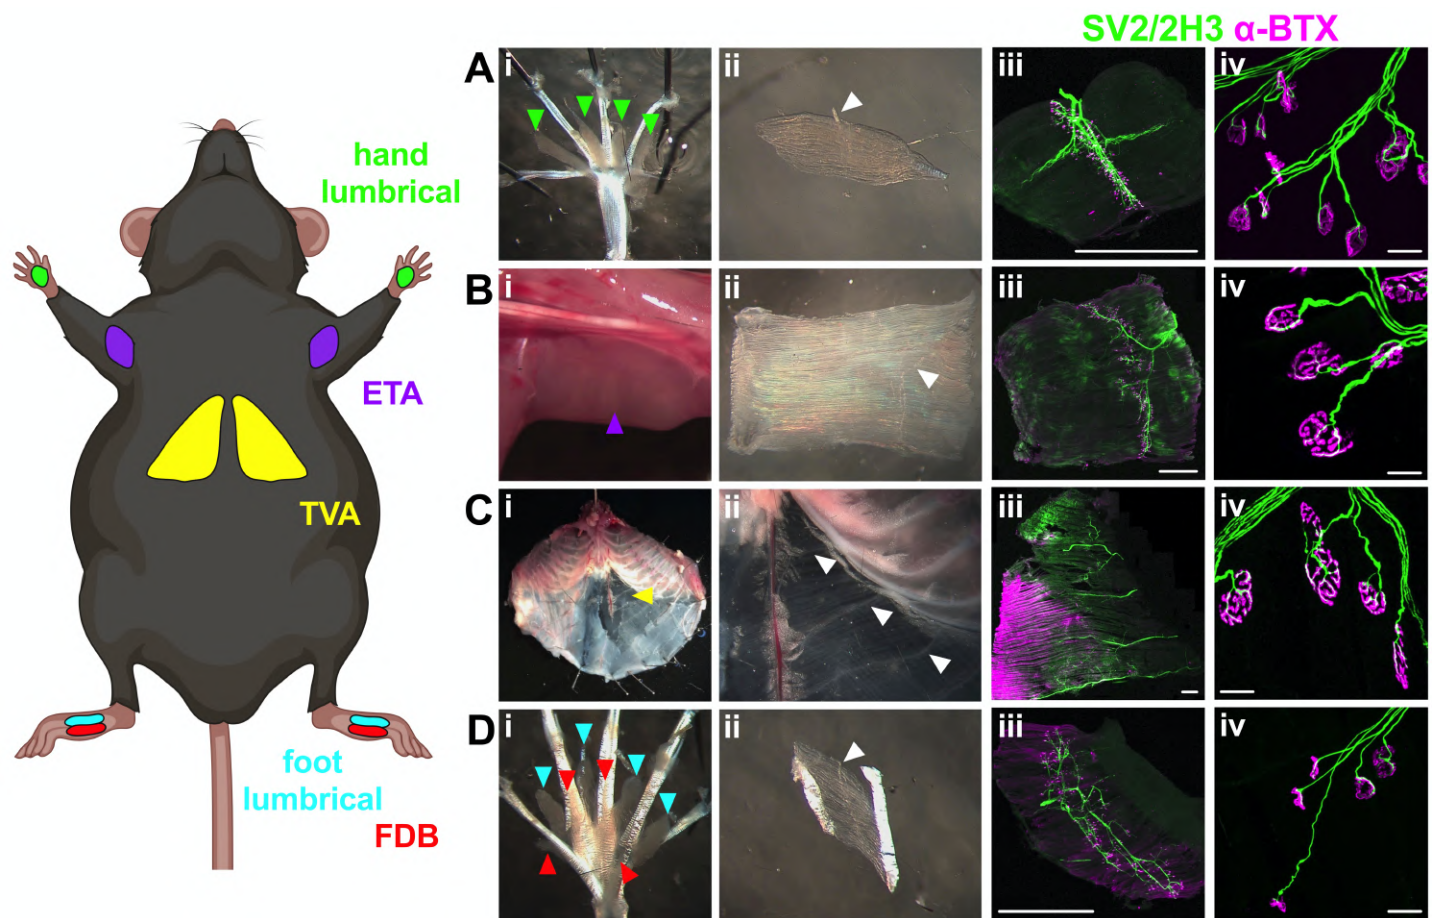 SV2/2H3 α-BTX
A i ii iii iv
hand
lumbrical
B i ii iii iv
ETA
C i ii iii iv
TVA
D i ii iii iv
foot
lumbrical
FDB